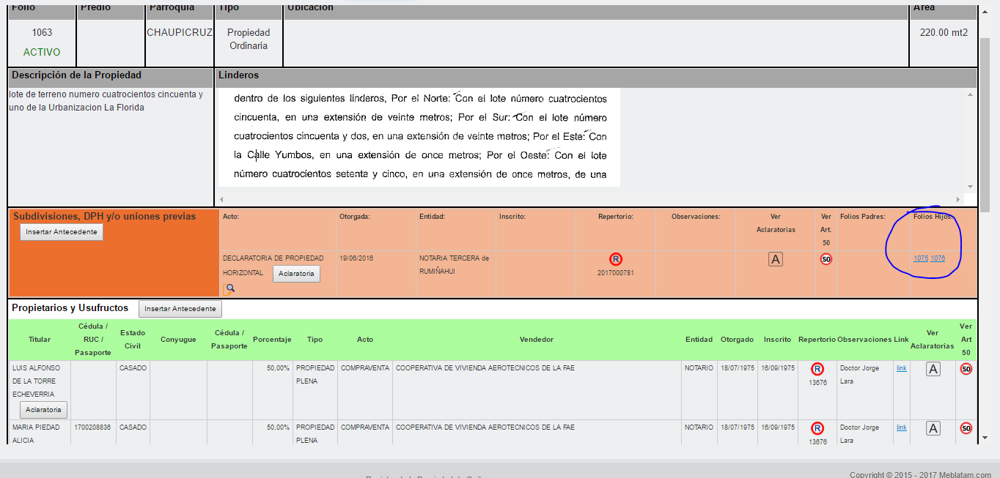 Folio Predio Parroquia Tipo Ubicación Area
1063 CHAUPICRUZ Propiedad 220.00 mt2
Ordinaria
ACTIVO
Descripción de la Propiedad Linderos
lote de terreno numero cuatrocientos cincuenta y
uno de la Urbanizacion La Florida
dentro de los siguientes linderos, Por el Norte: Con el lote número cuatrocientos
cincuenta, en una extensión de veinte metros; Por el Sur: Con el lote número
cuatrocientos cincuenta y dos, en una extensión de veinte metros; Por el Este: Con
la Calle Yumbos, en una extensión de once metros; Por el Oeste: Con el lote
número cuatrocientos setenta y cinco, en una extensión de once metros, de una
Subdivisiones, DPH y/o uniones previas
Insertar Antecedente
Acto: Otorgada: Entidad: Inscrito: Repertorio: Observaciones: Ver Ver Folios Padres: Folios Hijos:
Aclaratorias Art.
50
DECLARATORIA DE PROPIEDAD 19/06/2016 NOTARIA TERCERA de R A 50 1075 1076
HORIZONTAL Aclaratoria RUMIÑAHUI 2017000781
Propietarios y Usufructos Insertar Antecedente
Cédula / Ver
Titular RUC / Estado Conyugue Cédula / Porcentaje Tipo Acto Vendedor Entidad Otorgado Inscrito Repertorio Observaciones Link Ver Art
Pasaporte Civil Pasaporte Aclaratorias 50
LUIS ALFONSO CASADO 50,00% PROPIEDAD COMPRAVENTA COOPERATIVA DE VIVIENDA AEROTECNICOS DE LA FAE NOTARIO 18/07/1975 16/09/1975 R Doctor Jorge link A 50
DE LA TORRE PLENA 13676 Lara
ECHEVERRIA
Aclaratoria
MARIA PIEDAD 1700208836 CASADO 50,00% PROPIEDAD COMPRAVENTA COOPERATIVA DE VIVIENDA AEROTECNICOS DE LA FAE NOTARIO 18/07/1975 16/09/1975 R Doctor Jorge link A 50
ALICIA PLENA 13676 Lara
Copyright © 2015 - 2017 Meblatam.com